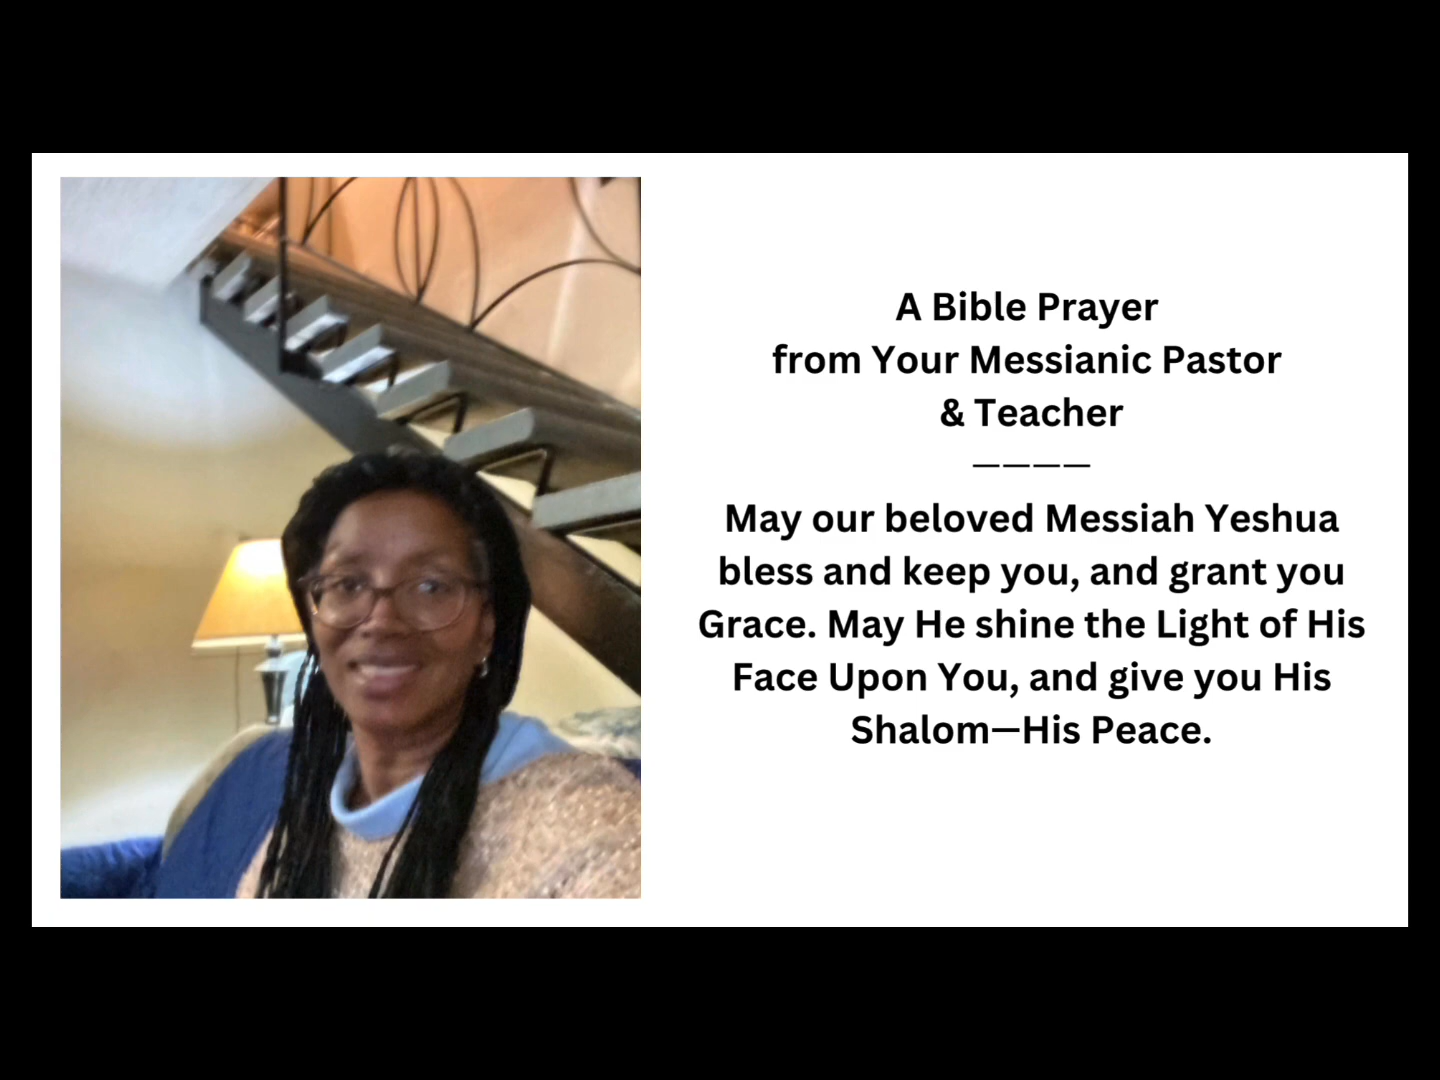 A Bible Prayer
from Your Messianic Pastor
& Teacher
————
May our beloved Messiah Yeshua
bless and keep you, and grant you
Grace. May He shine the Light of His
Face Upon You, and give you His
Shalom—His Peace.